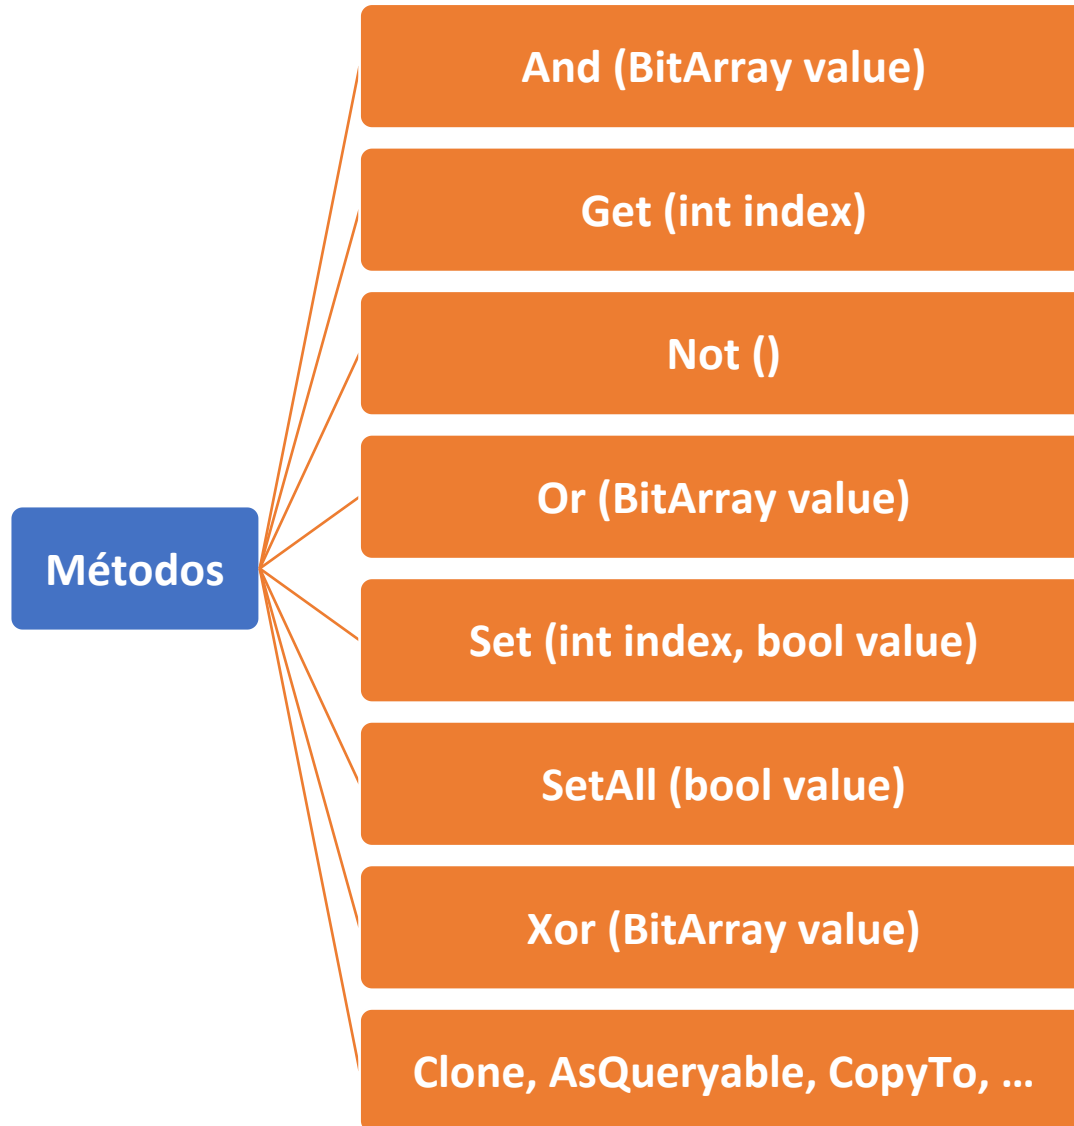 And (BitArray value)
Get (int index)
Not ()
Or (BitArray value)
Métodos
Set (int index, bool value)
SetAll (bool value)
Xor (BitArray value)
Clone, AsQueryable, CopyTo, ...